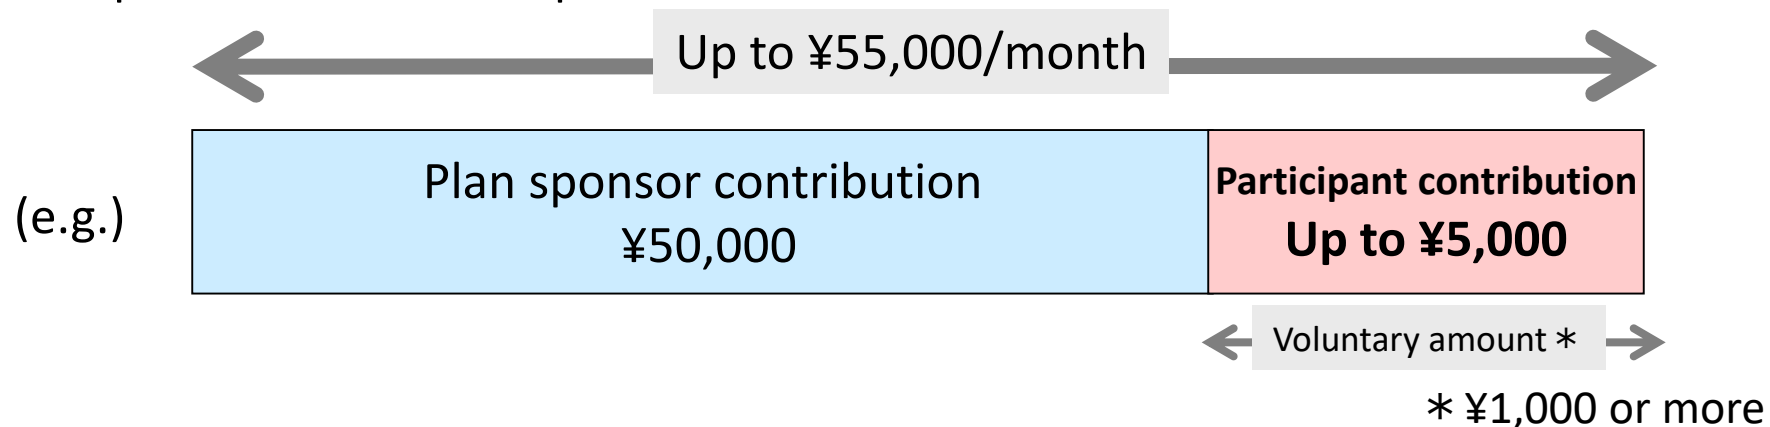 Up to ¥55,000/month
Plan sponsor contribution
¥50,000
Participant contribution
Up to ¥5,000
(e.g.)
Voluntary amount＊
＊¥1,000 or more